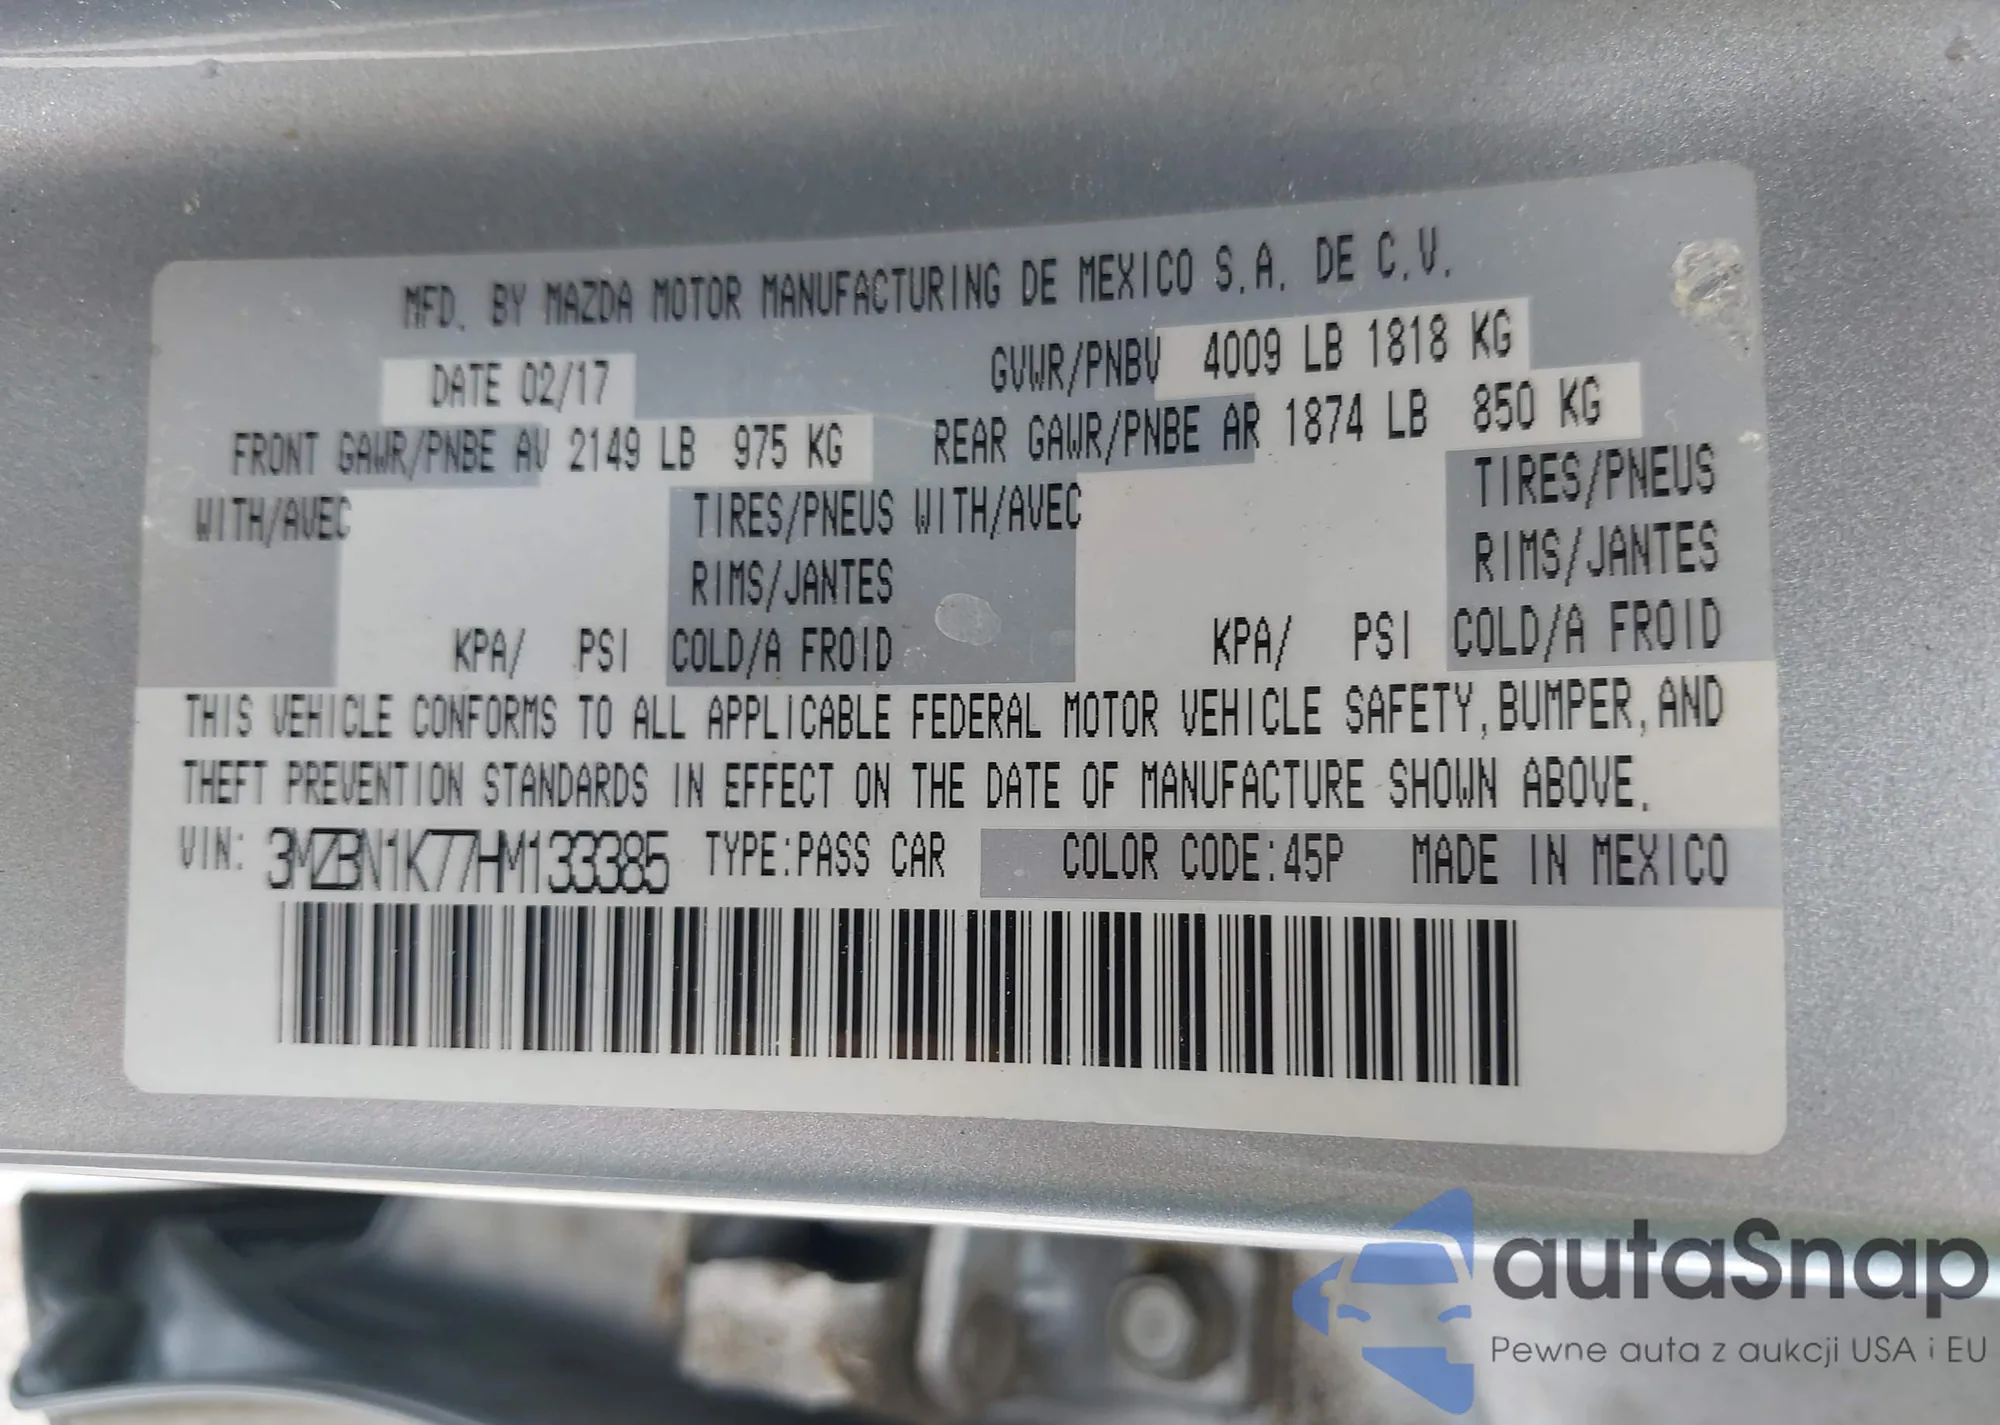 MFD. BY MAZDA MOTOR MANUFACTURING DE MEXICO S.A. DE C.V.
DATE 02/17 GVWR/PNBV 4009 LB 1818 KG
FRONT GAWR/PNBE AV 2149 LB 975 KG REAR GAWR/PNBE AR 1874 LB 850 KG
WITH/AVEC TIRES/PNEUS WITH/AVEC TIRES/PNEUS
RIMS/JANTES RIMS/JANTES
KPA/ PSI COLD/A FROID KPA/ PSI COLD/A FROID
THIS VEHICLE CONFORMS TO ALL APPLICABLE FEDERAL MOTOR VEHICLE SAFETY, BUMPER, AND
THEFT PREVENTION STANDARDS IN EFFECT ON THE DATE OF MANUFACTURE SHOWN ABOVE.
VIN: 3MZBN1K77HM133385 TYPE:PASS CAR COLOR CODE:45P MADE IN MEXICO
autaSnap
Pewne auta z aukcji USA i EU